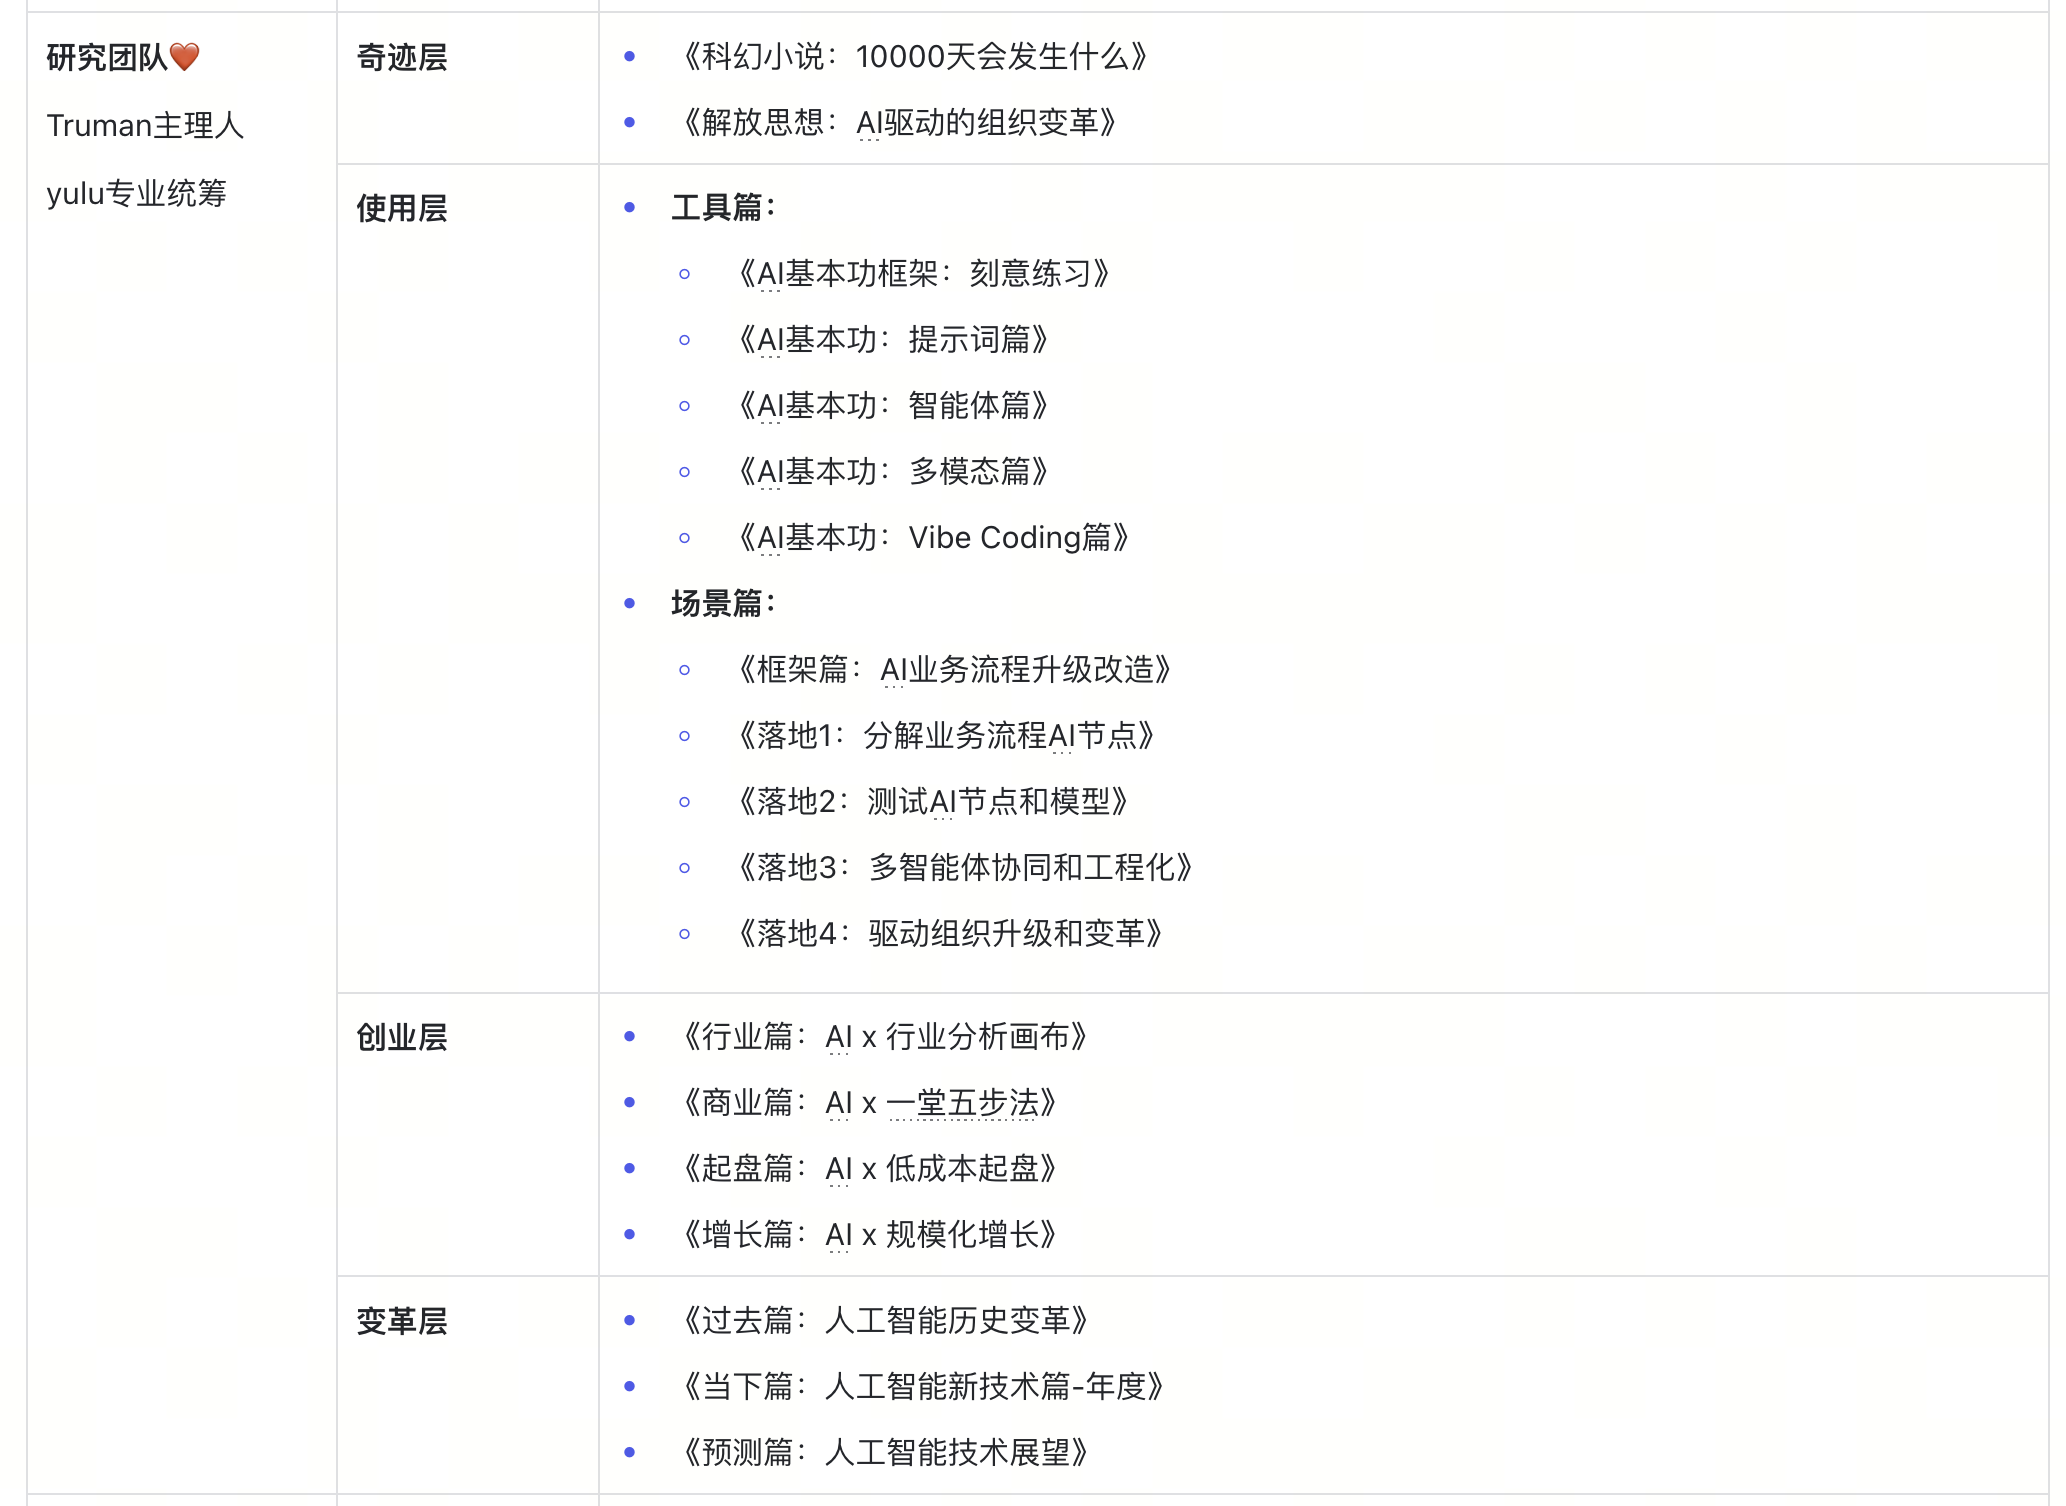 研究团队❤️
Truman主理人
yulu专业统筹
奇迹层
《科幻小说：10000天会发生什么》
《解放思想：AI驱动的组织变革》
使用层
工具篇：
《AI基本功框架：刻意练习》
《AI基本功：提示词篇》
《AI基本功：智能体篇》
《AI基本功：多模态篇》
《AI基本功：Vibe Coding篇》
场景篇：
《框架篇：AI业务流程升级改造》
《落地1：分解业务流程AI节点》
《落地2：测试AI节点和模型》
《落地3：多智能体协同和工程化》
《落地4：驱动组织升级和变革》
创业层
《行业篇：AI x 行业分析画布》
《商业篇：AI x 一堂五步法》
《起盘篇：AI x 低成本起盘》
《增长篇：AI x 规模化增长》
变革层
《过去篇：人工智能历史变革》
《当下篇：人工智能新技术篇-年度》
《预测篇：人工智能技术展望》